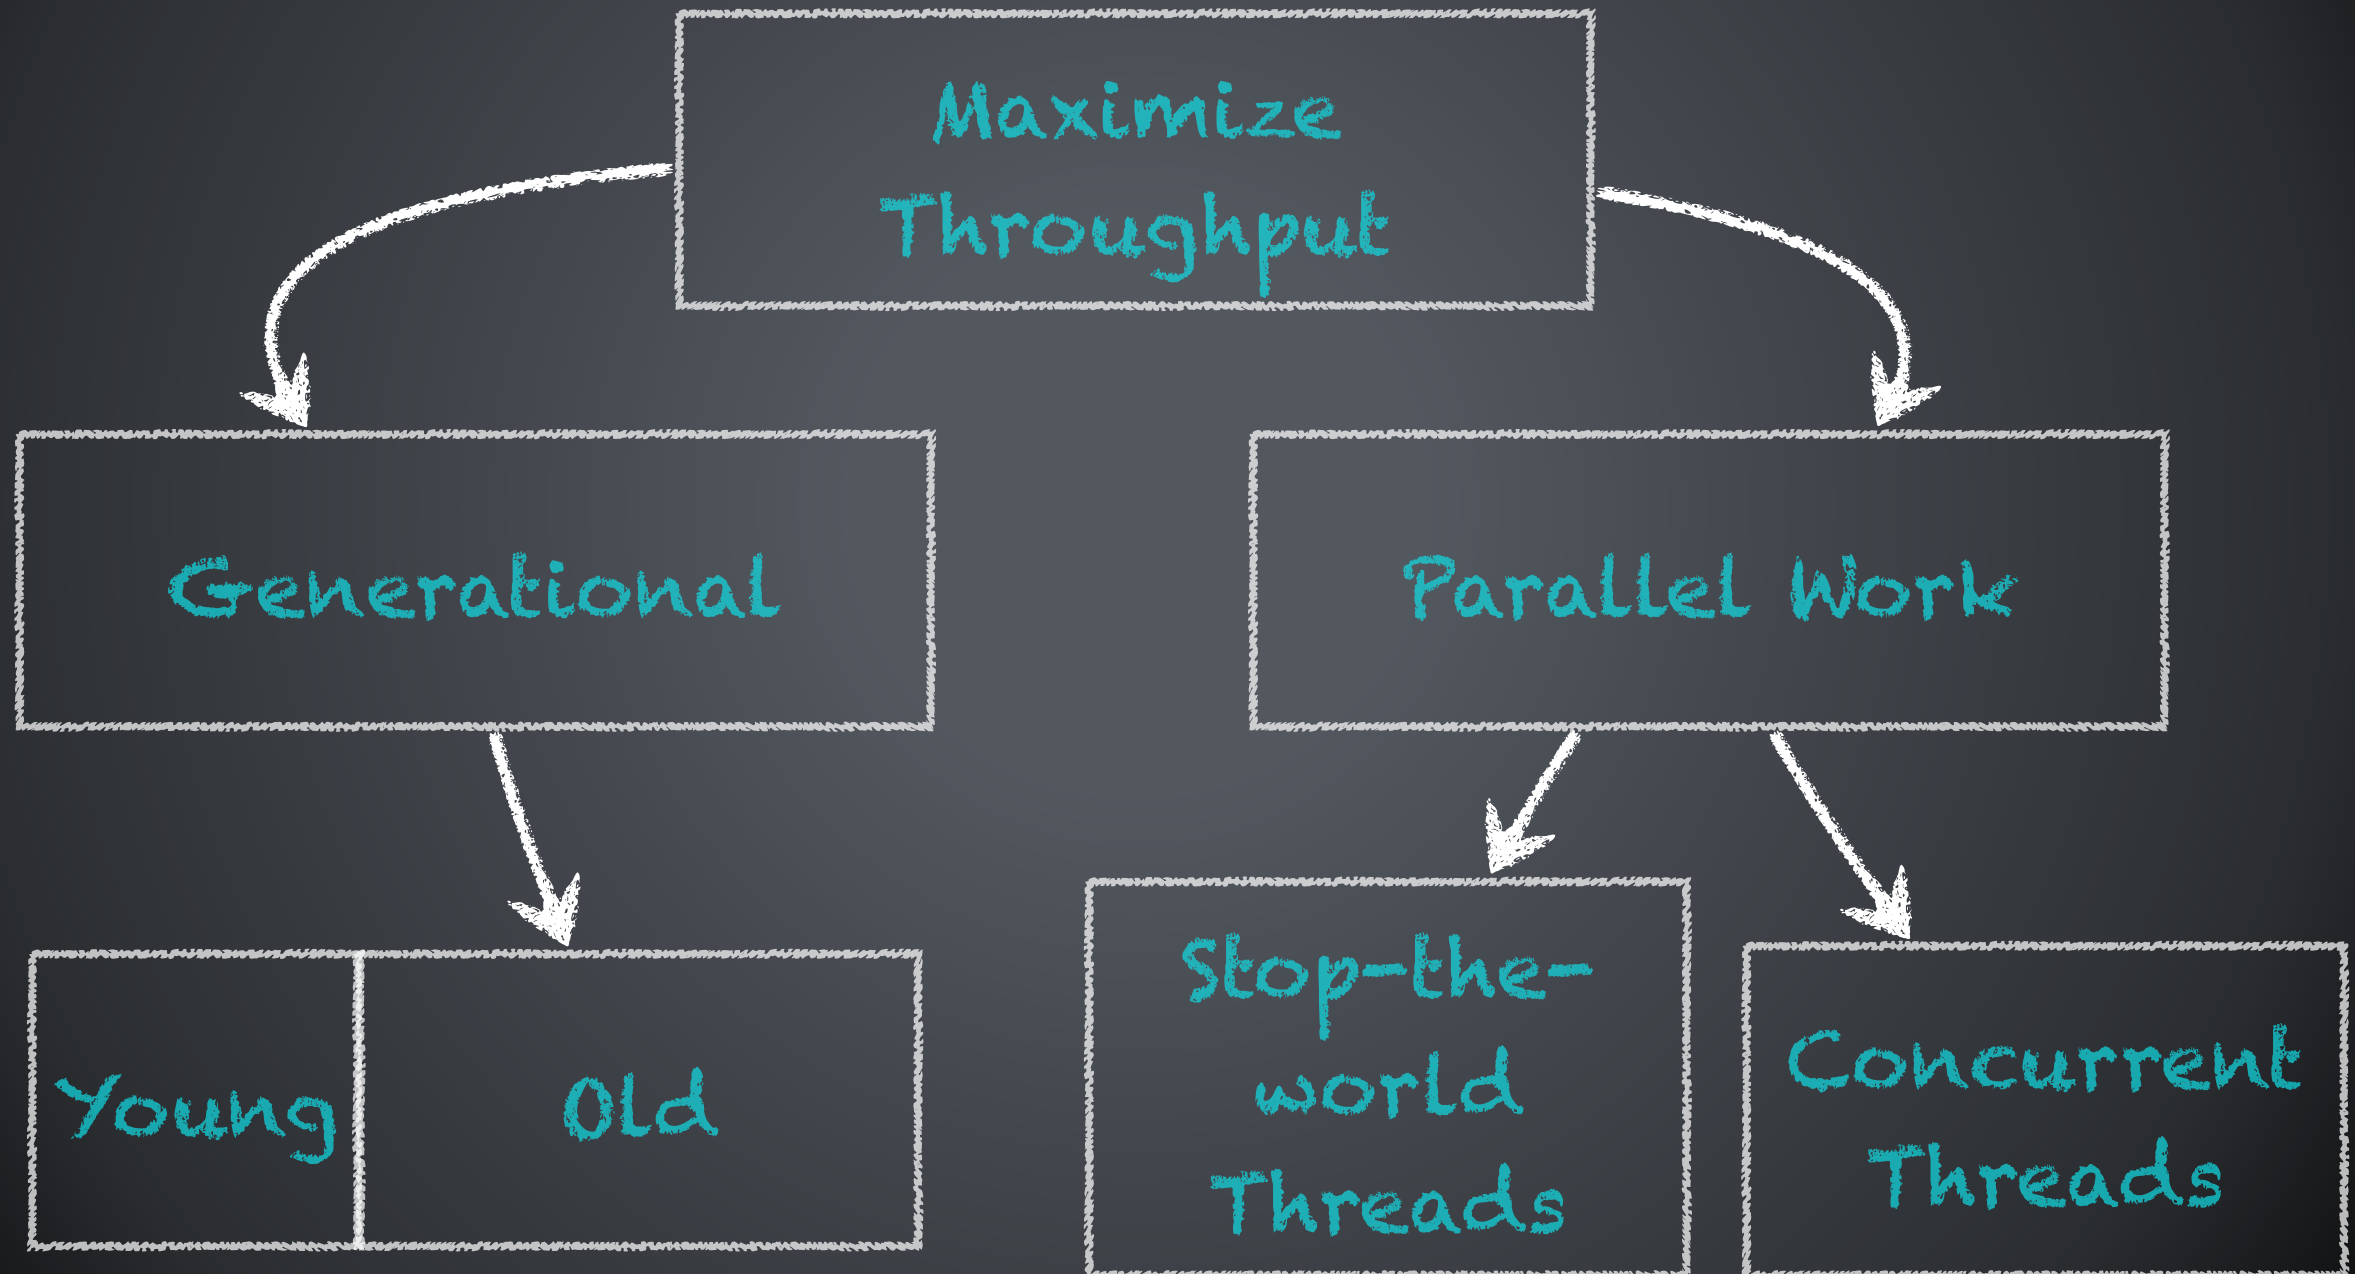 Maximize
Throughput
Generational
Parallel Work
Young
Old
Stop-the-
world
Threads
Concurrent
Threads